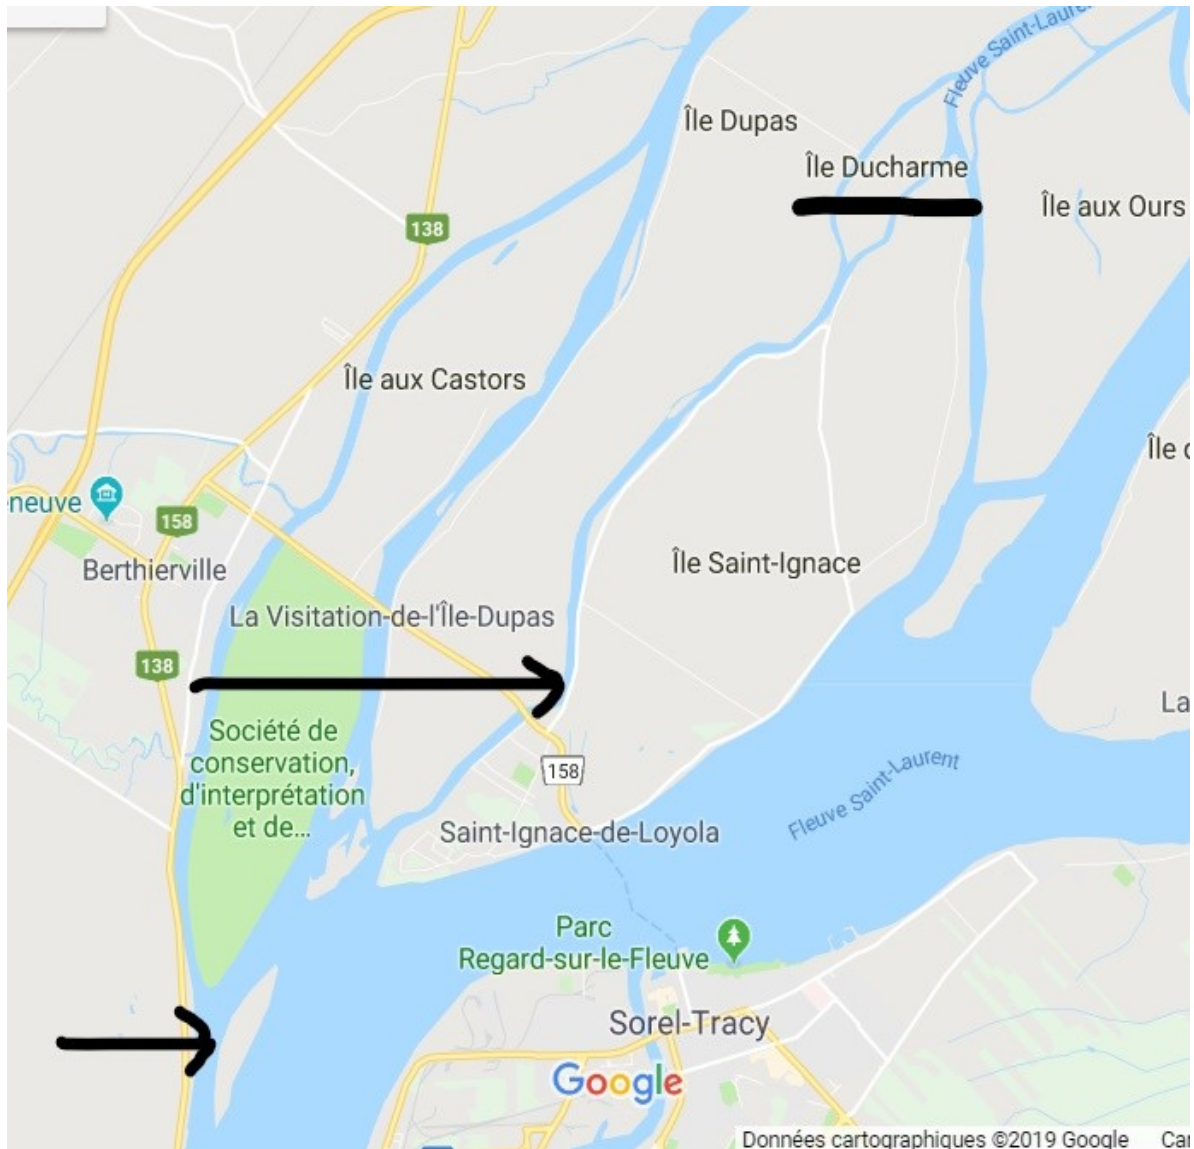 Fleuve Saint-Laurent
Île Dupas
Île Ducharme
Île aux Ours
138
Île aux Castors
Île
neuve
158
Berthierville
Île Saint-Ignace
La Visitation-de-l'Île-Dupas
138
La
Société de
conservation,
d'interprétation
et de...
158
Fleuve Saint-Laurent
Saint-Ignace-de-Loyola
Parc
Regard-sur-le-Fleuve
Sorel-Tracy
Google
Données cartographiques ©2019 Google